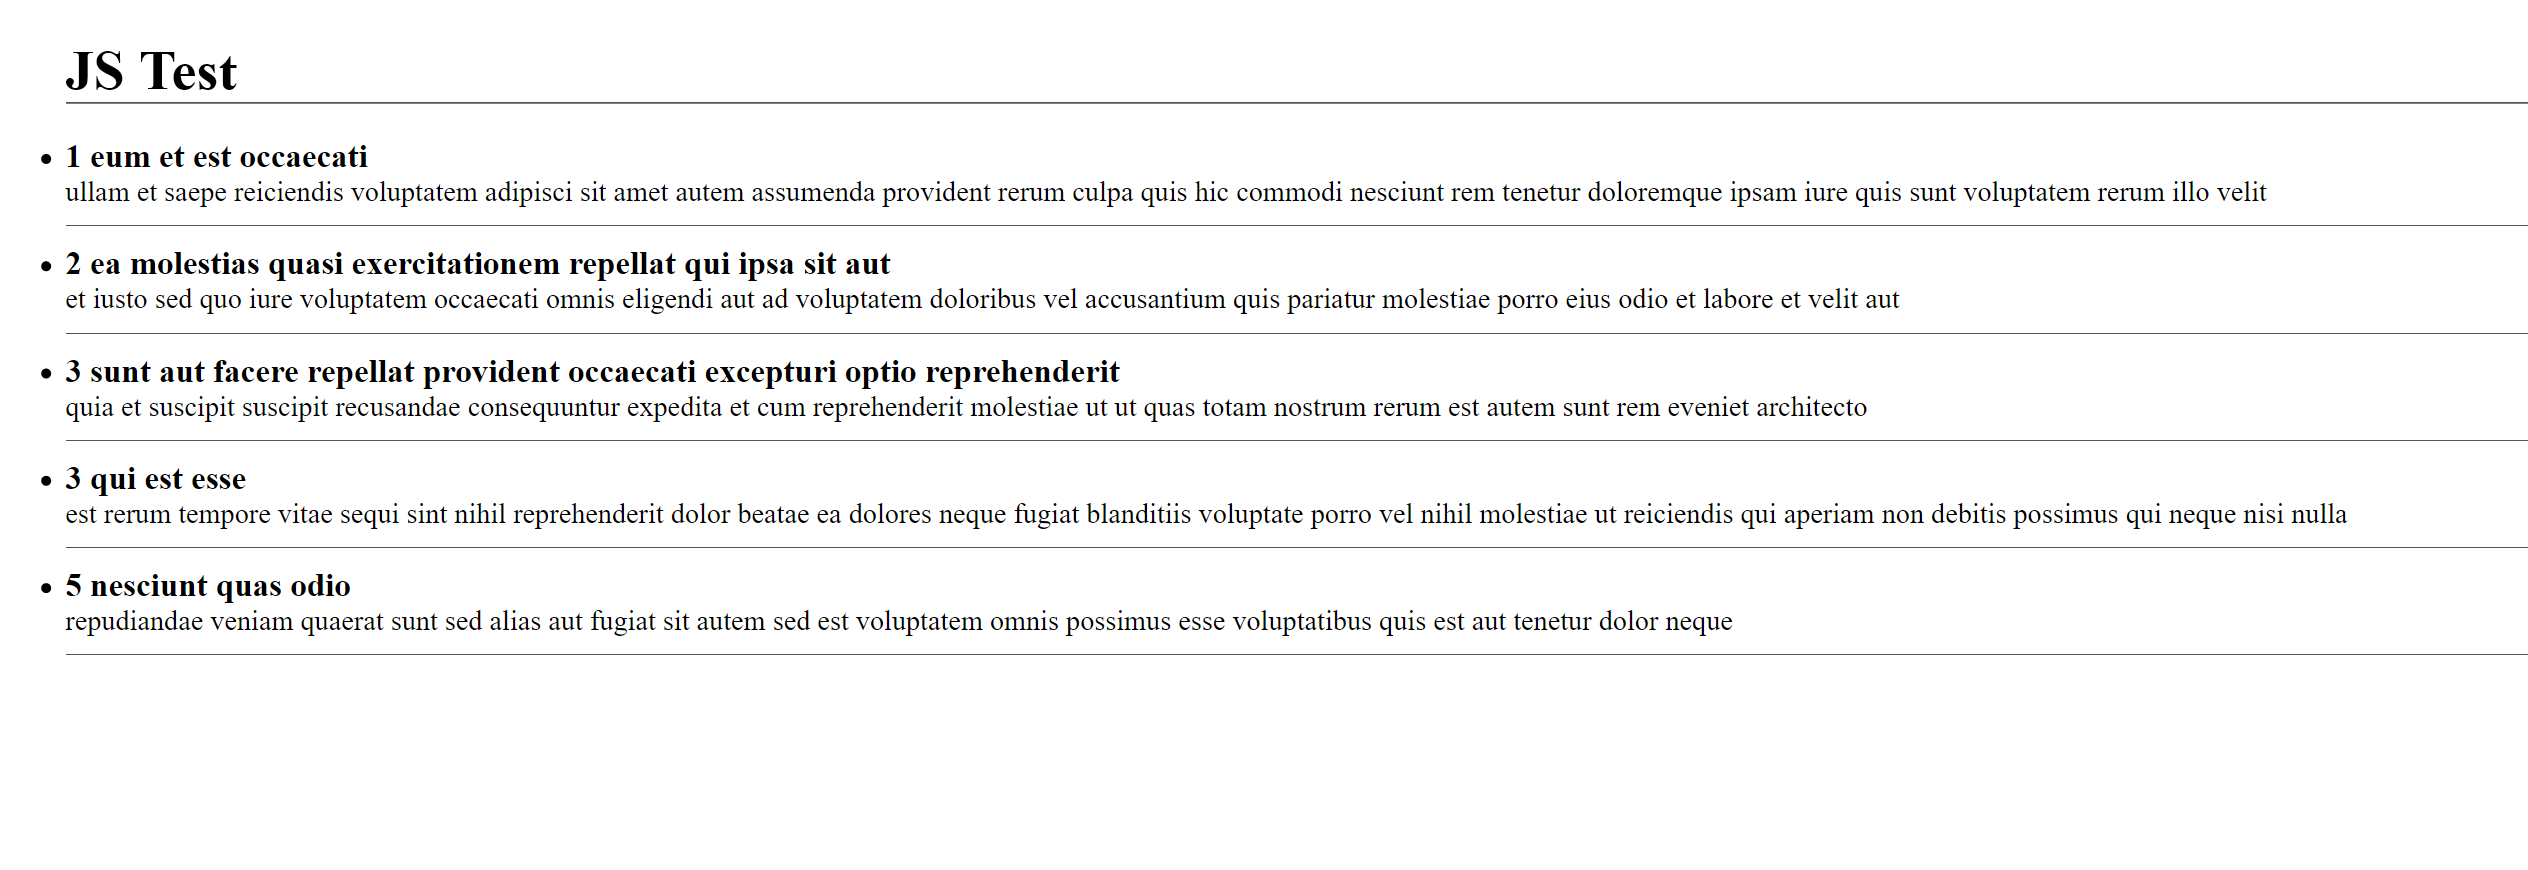 JS Test
1 eum et est occaecati
ullam et saepe reiciendis voluptatem adipisci sit amet autem assumenda provident rerum culpa quis hic commodi nesciunt rem tenetur doloremque ipsam iure quis sunt voluptatem rerum illo velit
2 ea molestias quasi exercitationem repellat qui ipsa sit aut
et iusto sed quo iure voluptatem occaecati omnis eligendi aut ad voluptatem doloribus vel accusantium quis pariatur molestiae porro eius odio et labore et velit aut
3 sunt aut facere repellat provident occaecati excepturi optio reprehenderit
quia et suscipit suscipit recusandae consequuntur expedita et cum reprehenderit molestiae ut ut quas totam nostrum rerum est autem sunt rem eveniet architecto
3 qui est esse
est rerum tempore vitae sequi sint nihil reprehenderit dolor beatae ea dolores neque fugiat blanditiis voluptate porro vel nihil molestiae ut reiciendis qui aperiam non debitis possimus qui neque nisi nulla
5 nesciunt quas odio
repudiandae veniam quaerat sunt sed alias aut fugiat sit autem sed est voluptatem omnis possimus esse voluptatibus quis est aut tenetur dolor neque